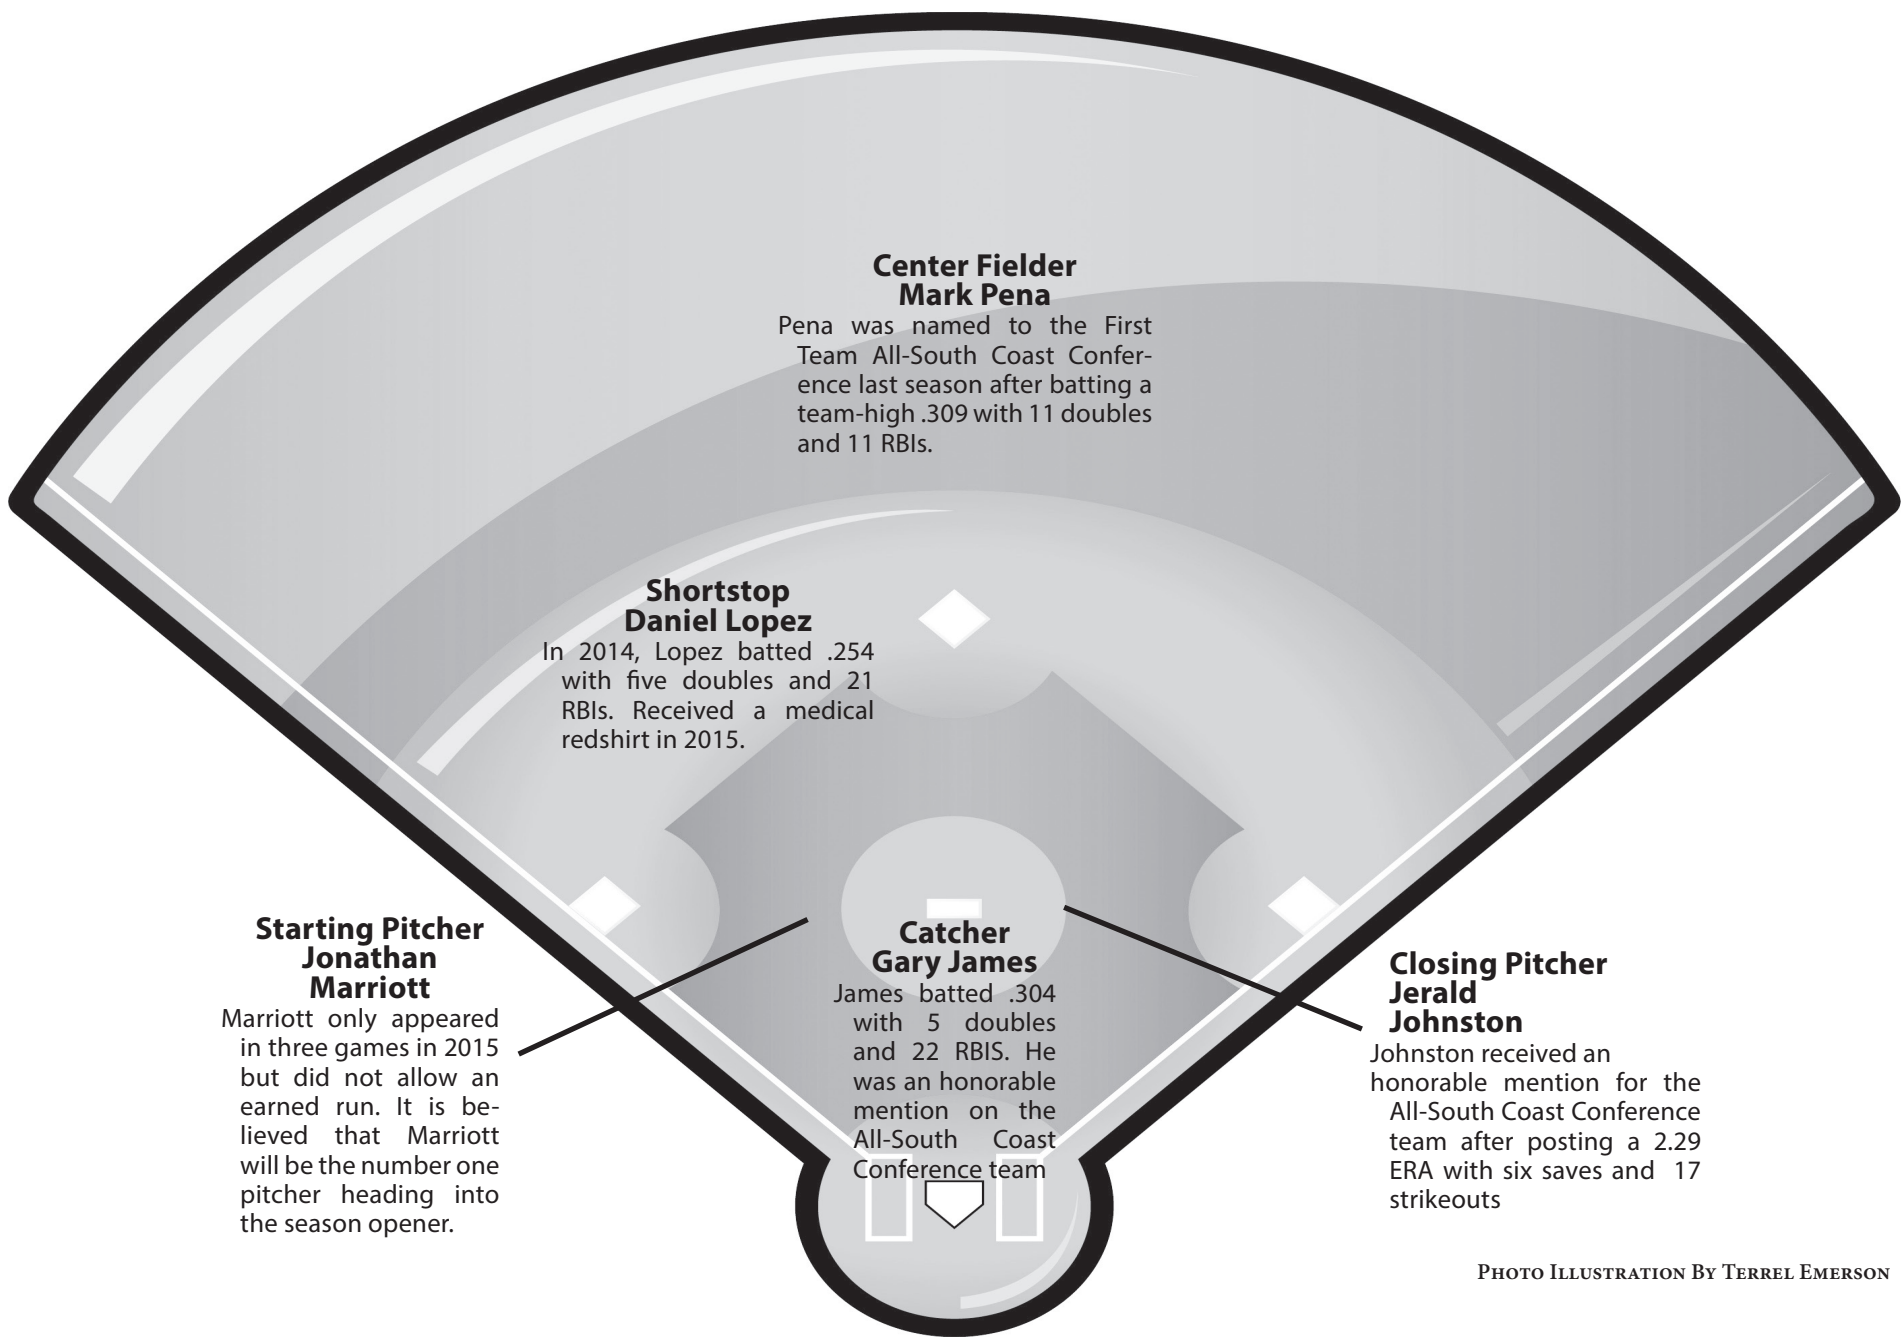 Center Fielder
Mark Pena
Pena was named to the First
Team All-South Coast Confer-
ence last season after batting a
team-high .309 with 11 doubles
and 11 RBIs.
Shortstop
Daniel Lopez
In 2014, Lopez batted .254
with five doubles and 21
RBIs. Received a medical
redshirt in 2015.
Starting Pitcher
Jonathan
Marriott
Marriott only appeared
in three games in 2015
but did not allow an
earned run. It is be-
lieved that Marriott
will be the number one
pitcher heading into
the season opener.
Catcher
Gary James
James batted .304
with 5 doubles
and 22 RBIS. He
was an honorable
mention on the
All-South Coast
Conference team
Closing Pitcher
Jerald
Johnston
Johnston received an
honorable mention for the
All-South Coast Conference
team after posting a 2.29
ERA with six saves and 17
strikeouts
Photo Illustration By Terrel Emerson